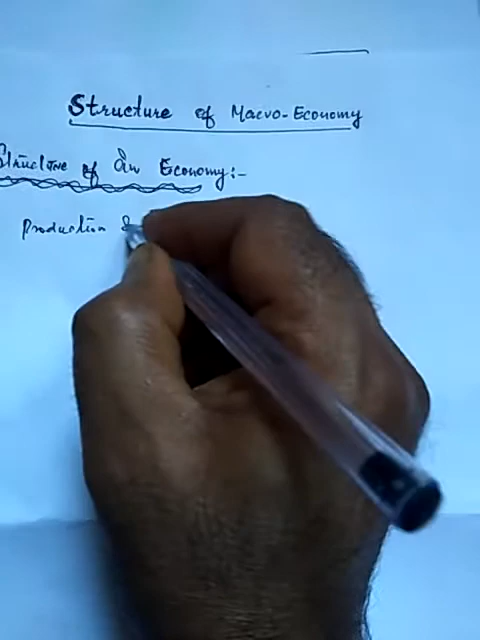 Structure of Macro-Economy
Structure of an Economy:-
Production &